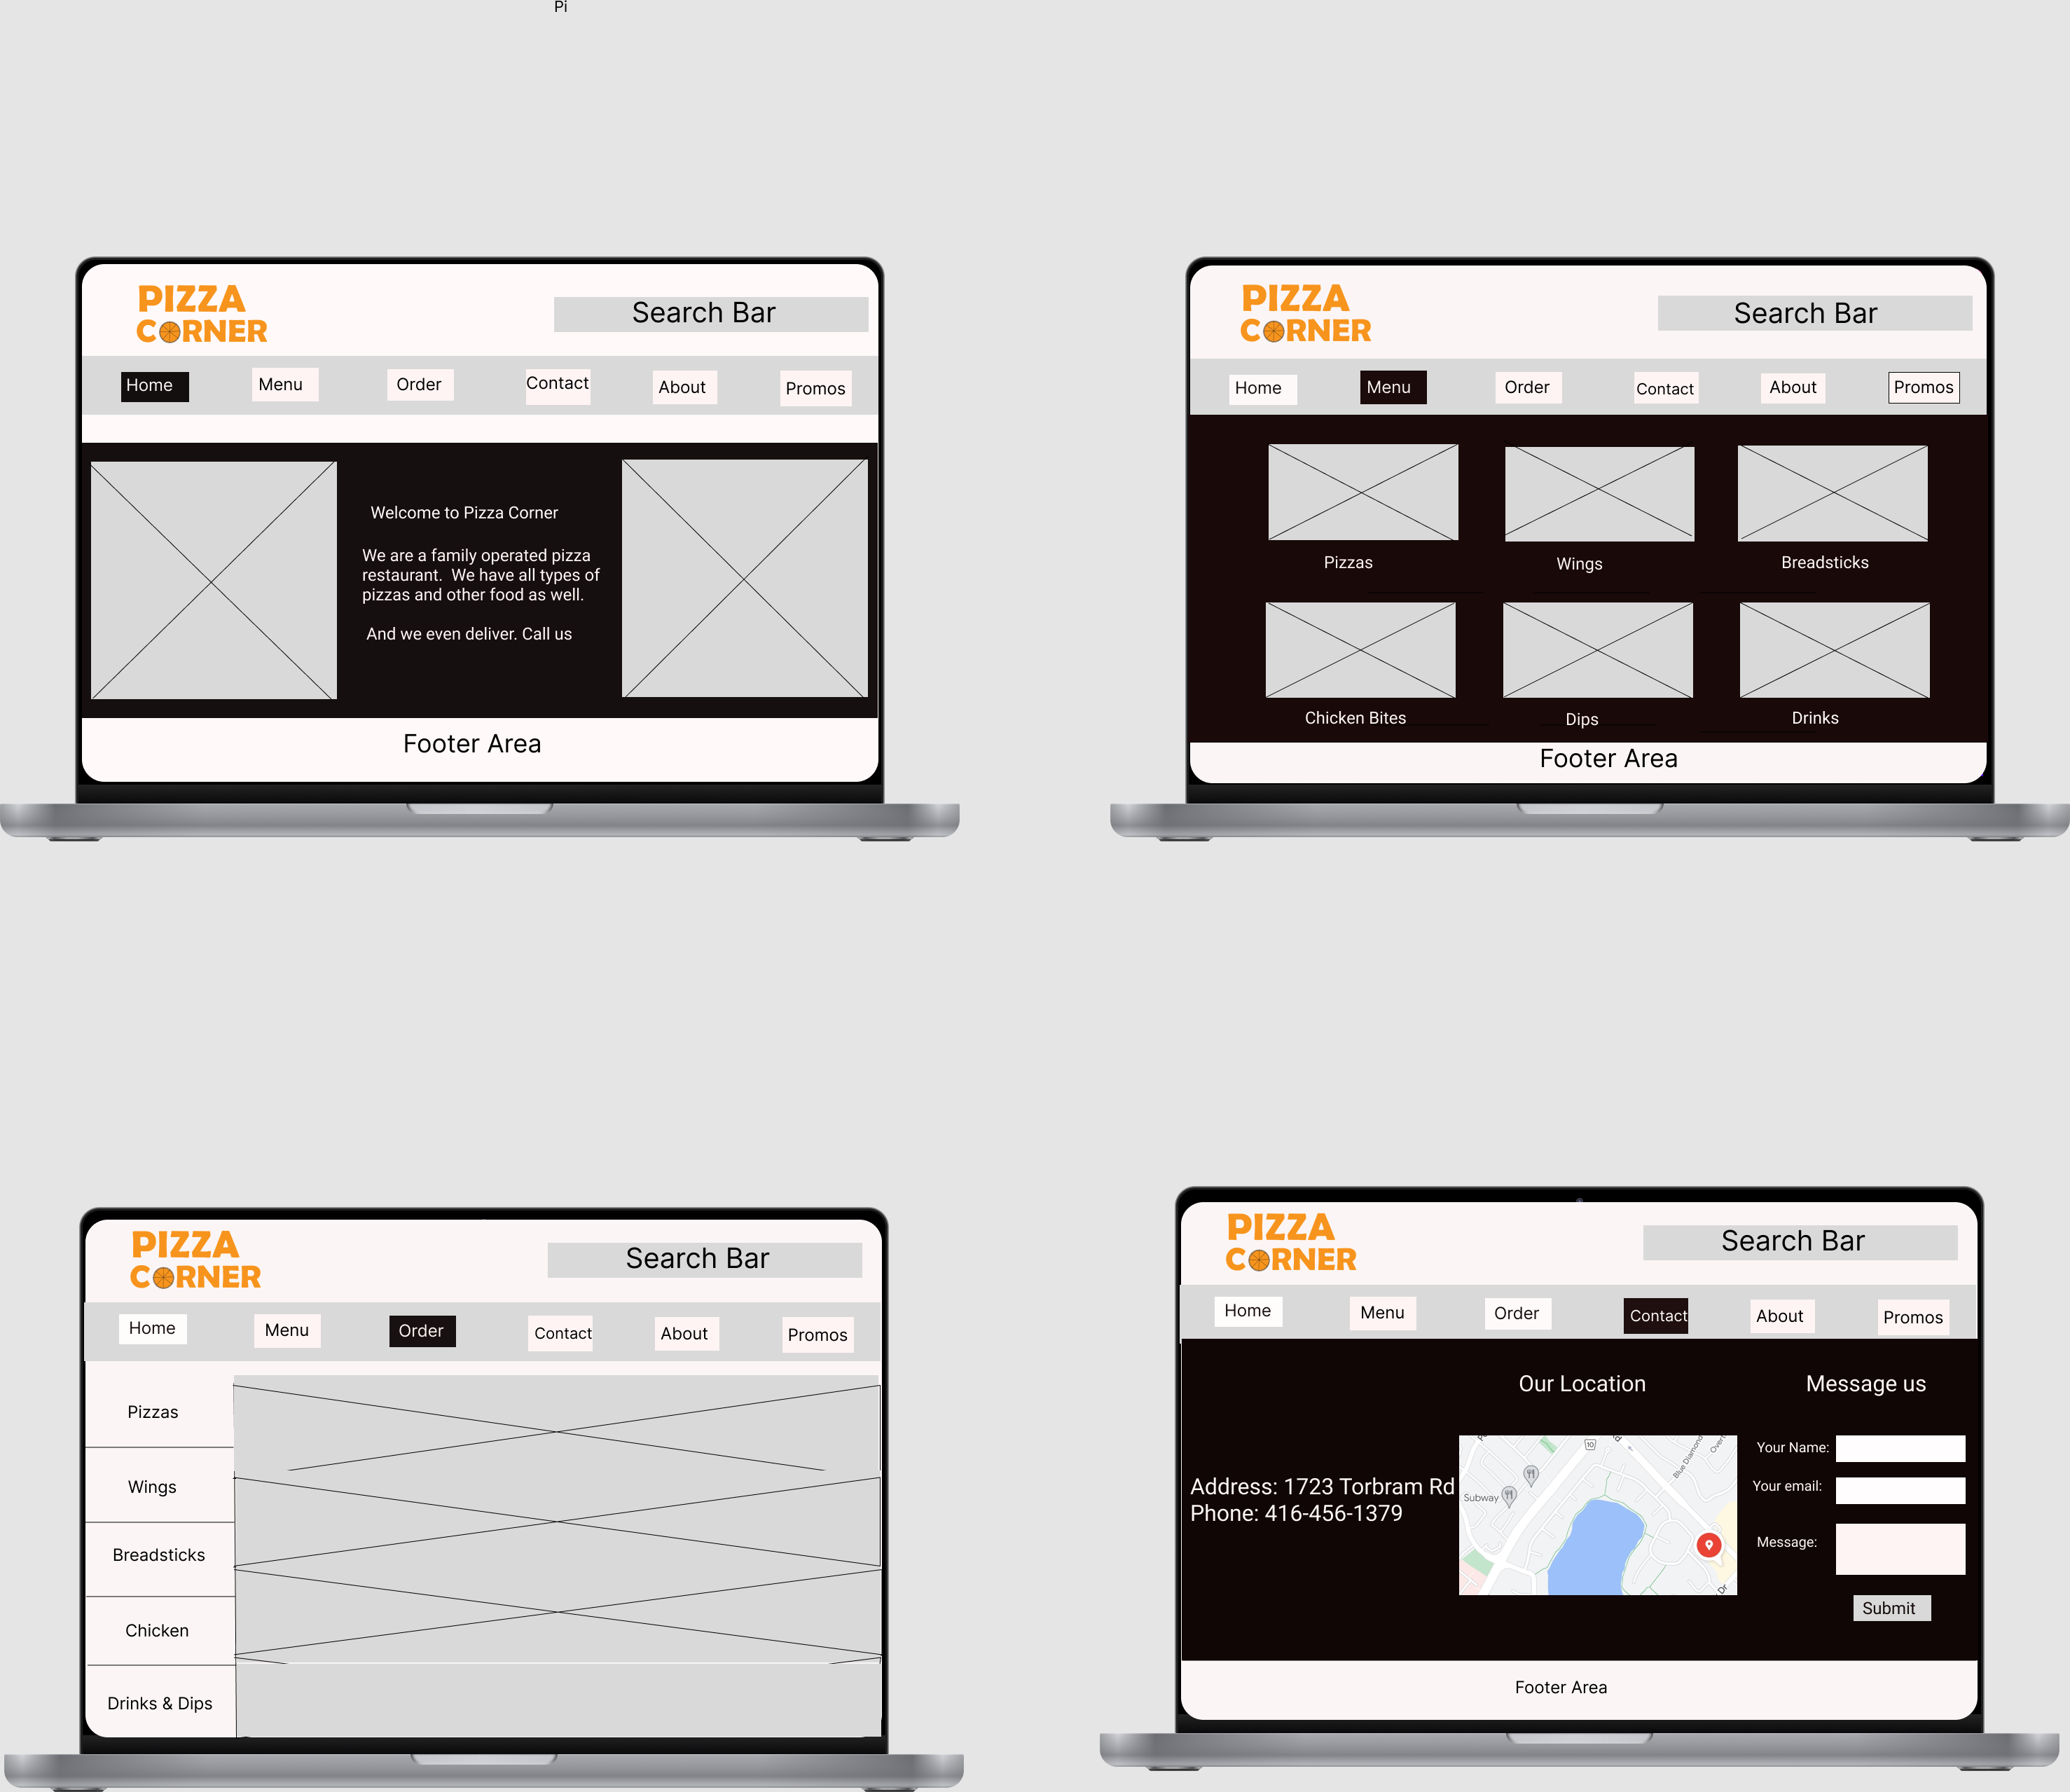 Pi
PIZZA
CORNER
Search Bar
Home
Menu
Order
Contact
About
Promos
Welcome to Pizza Corner
We are a family operated pizza
restaurant.  We have all types of
pizzas and other food as well.
And we even deliver. Call us
Footer Area
PIZZA
CORNER
Search Bar
Home
Menu
Order
Contact
About
Promos
Pizzas
Wings
Breadsticks
Chicken Bites
Dips
Drinks
Footer Area
PIZZA
CORNER
Search Bar
Home
Menu
Order
Contact
About
Promos
Pizzas
Wings
Breadsticks
Chicken
Drinks & Dips
PIZZA
CORNER
Search Bar
Home
Menu
Order
Contact
About
Promos
Our Location
Message us
Address: 1723 Torbram Rd
Phone: 416-456-1379
10
Subway
Blue Diamond
Dr
Your Name:
Your email:
Message:
Submit
Footer Area